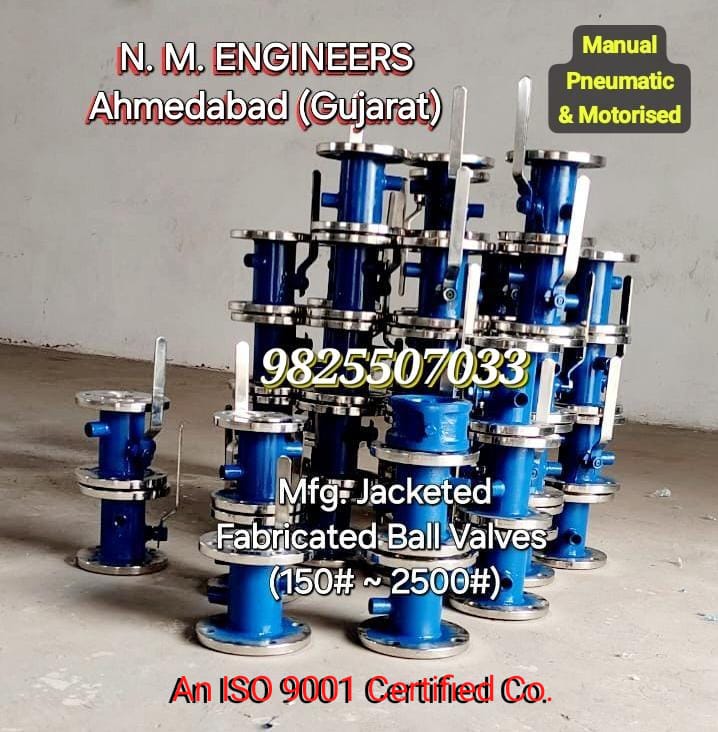 N. M. ENGINEERS
Ahmedabad (Gujarat)
Manual
Pneumatic
& Motorised
9825507033
Mfg. Jacketed
Fabricated Ball Valves
(150# ~ 2500#)
An ISO 9001 Certified Co.